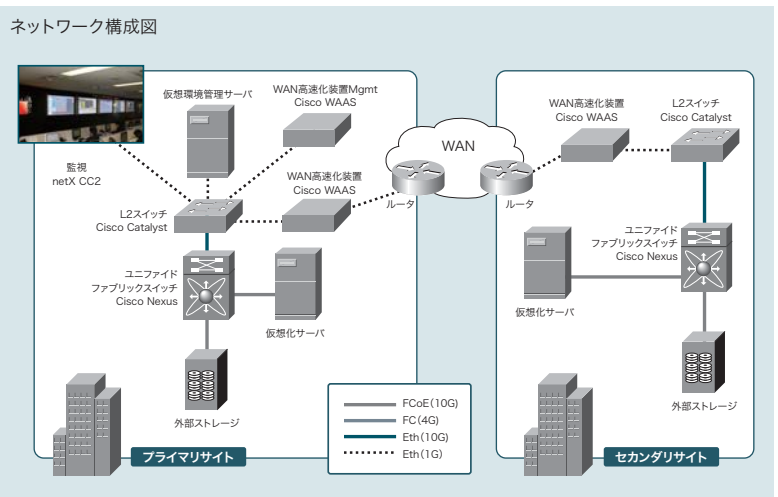 ネットワーク構成図
仮想環境管理サーバ
WAN高速化装置Mgmt
Cisco WAAS
監視
netX CC2
WAN高速化装置
Cisco WAAS
L2スイッチ
Cisco Catalyst
ユニファイド
ファブリックスイッチ
Cisco Nexus
仮想化サーバ
外部ストレージ
プライマリサイト
WAN
ルータ
ルータ
WAN高速化装置
Cisco WAAS
L2スイッチ
Cisco Catalyst
ユニファイド
ファブリックスイッチ
Cisco Nexus
仮想化サーバ
外部ストレージ
セカンダリサイト
FCoE(10G)
FC(4G)
Eth(10G)
Eth(1G)